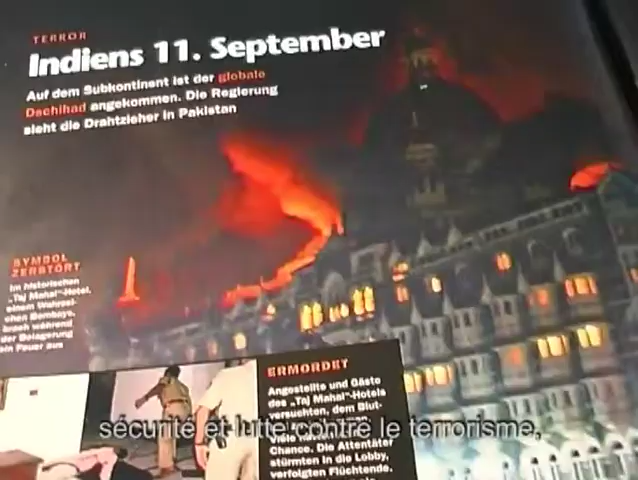 TERROR
Indiens 11. September
Auf dem Subkontinent ist der globale
Dschihad angekommen. Die Regierung
sieht die Drahtzieher in Pakistan
SYMBOL
ZERSTÖRT
Im historischen
„Taj Mahal“-Hotel,
einem Wahrzei-
chen Bombays,
brach während
der Belagerung
ein Feuer aus
ERMORDET
Angestellte und Gäste
des „Taj Mahal“-Hotels
versuchten, dem Blut-
Chance. Die Attentäter
stürmten in die Lobby,
verfolgten Flüchtende.
sécurité et lutte contre le terrorisme,